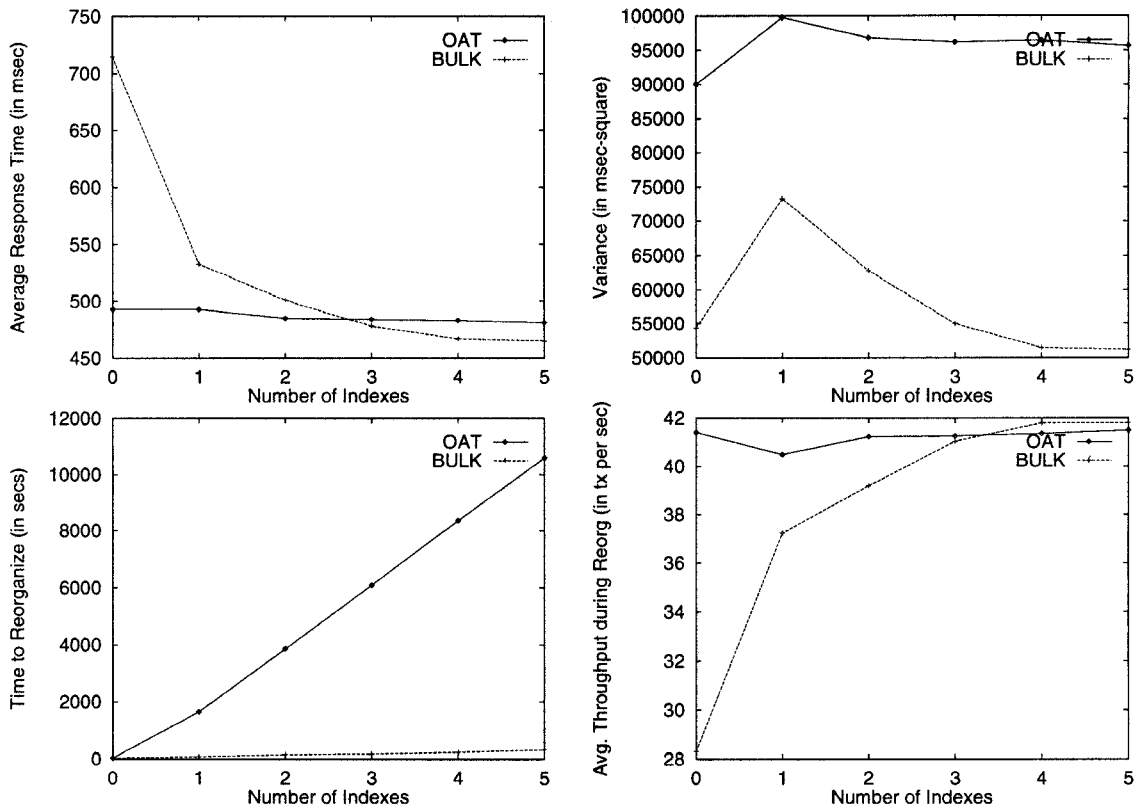 Average Response Time (in msec)
750
700
650
600
550
500
450
OAT
BULK
0 1 2 3 4 5
Number of Indexes
Variance (in msec-square)
100000
95000
90000
85000
80000
75000
70000
65000
60000
55000
50000
OAT
BULK
0 1 2 3 4 5
Number of Indexes
Time to Reorganize (in secs)
12000
10000
8000
6000
4000
2000
0
OAT
BULK
0 1 2 3 4 5
Number of Indexes
Avg. Throughput during Reorg (in tx per sec)
42
40
38
36
34
32
30
28
OAT
BULK
0 1 2 3 4 5
Number of Indexes